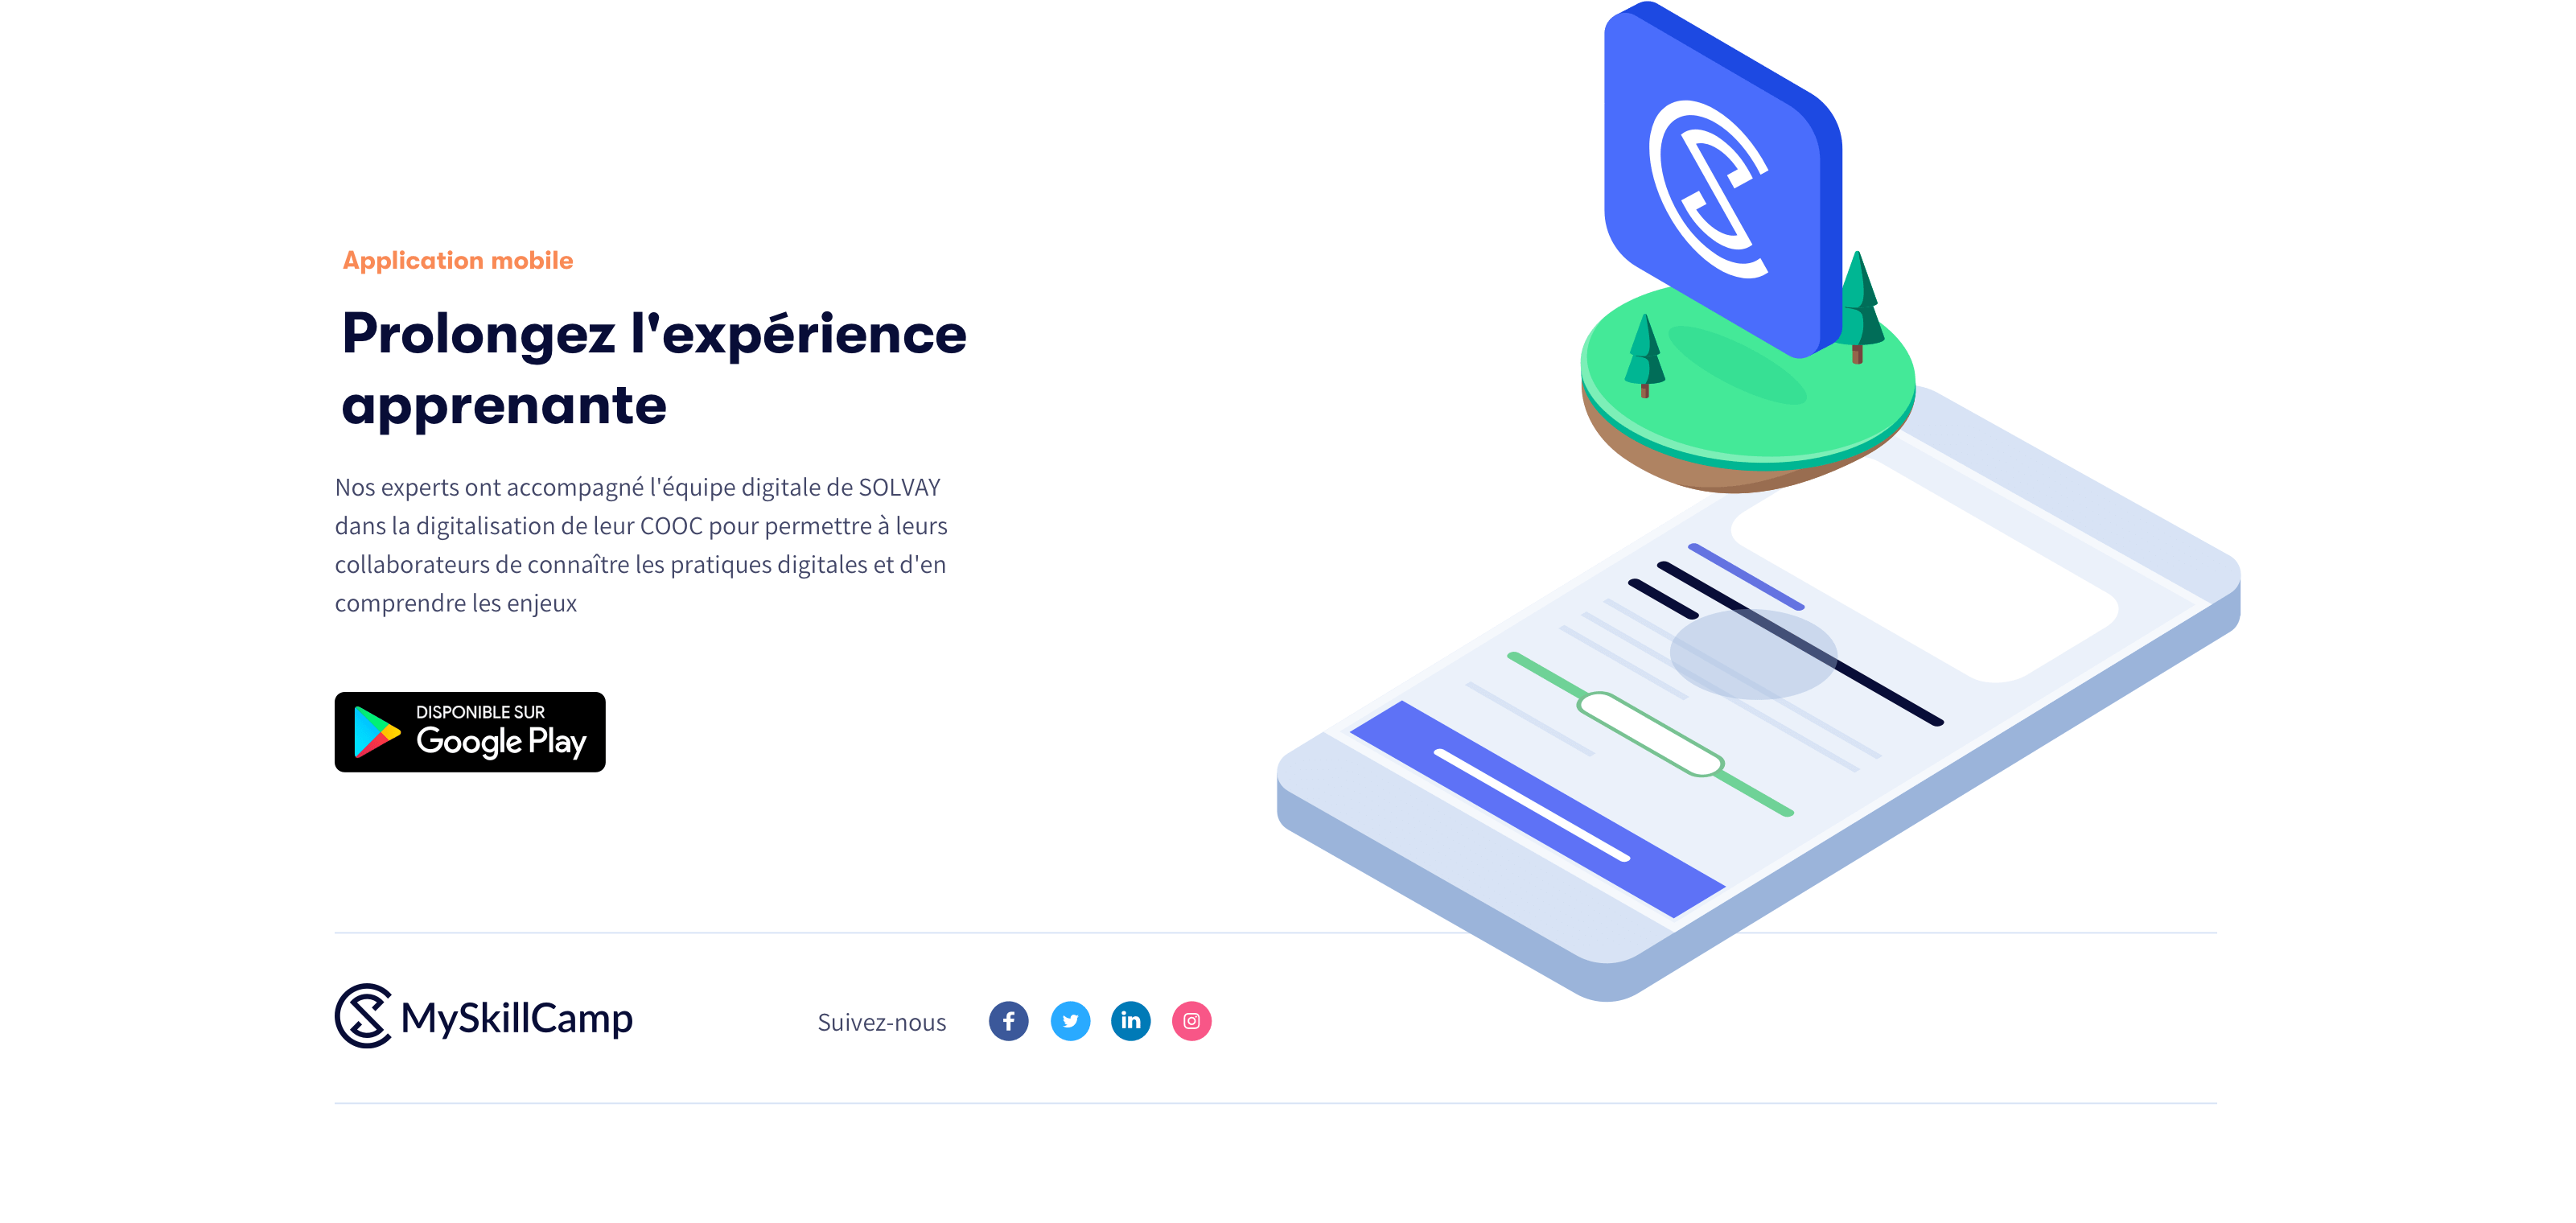 Application mobile
Prolongez l'expérience
apprenante
Nos experts ont accompagné l'équipe digitale de SOLVAY
dans la digitalisation de leur COOC pour permettre à leurs
collaborateurs de connaître les pratiques digitales et d'en
comprendre les enjeux
DISPONIBLE SUR
Google Play
MySkillCamp
Suivez-nous